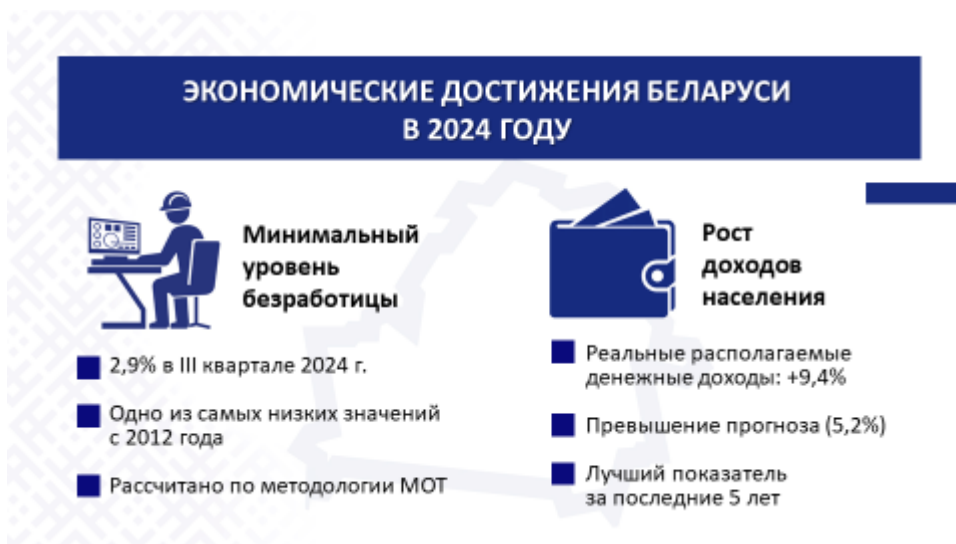 ЭКОНОМИЧЕСКИЕ ДОСТИЖЕНИЯ БЕЛАРУСИ
В 2024 ГОДУ
Минимальный
уровень
безработицы
2,9% в III квартале 2024 г.
Одно из самых низких значений
с 2012 года
Рассчитано по методологии МОТ
Рост
доходов
населения
Реальные располагаемые
денежные доходы: +9,4%
Превышение прогноза (5,2%)
Лучший показатель
за последние 5 лет